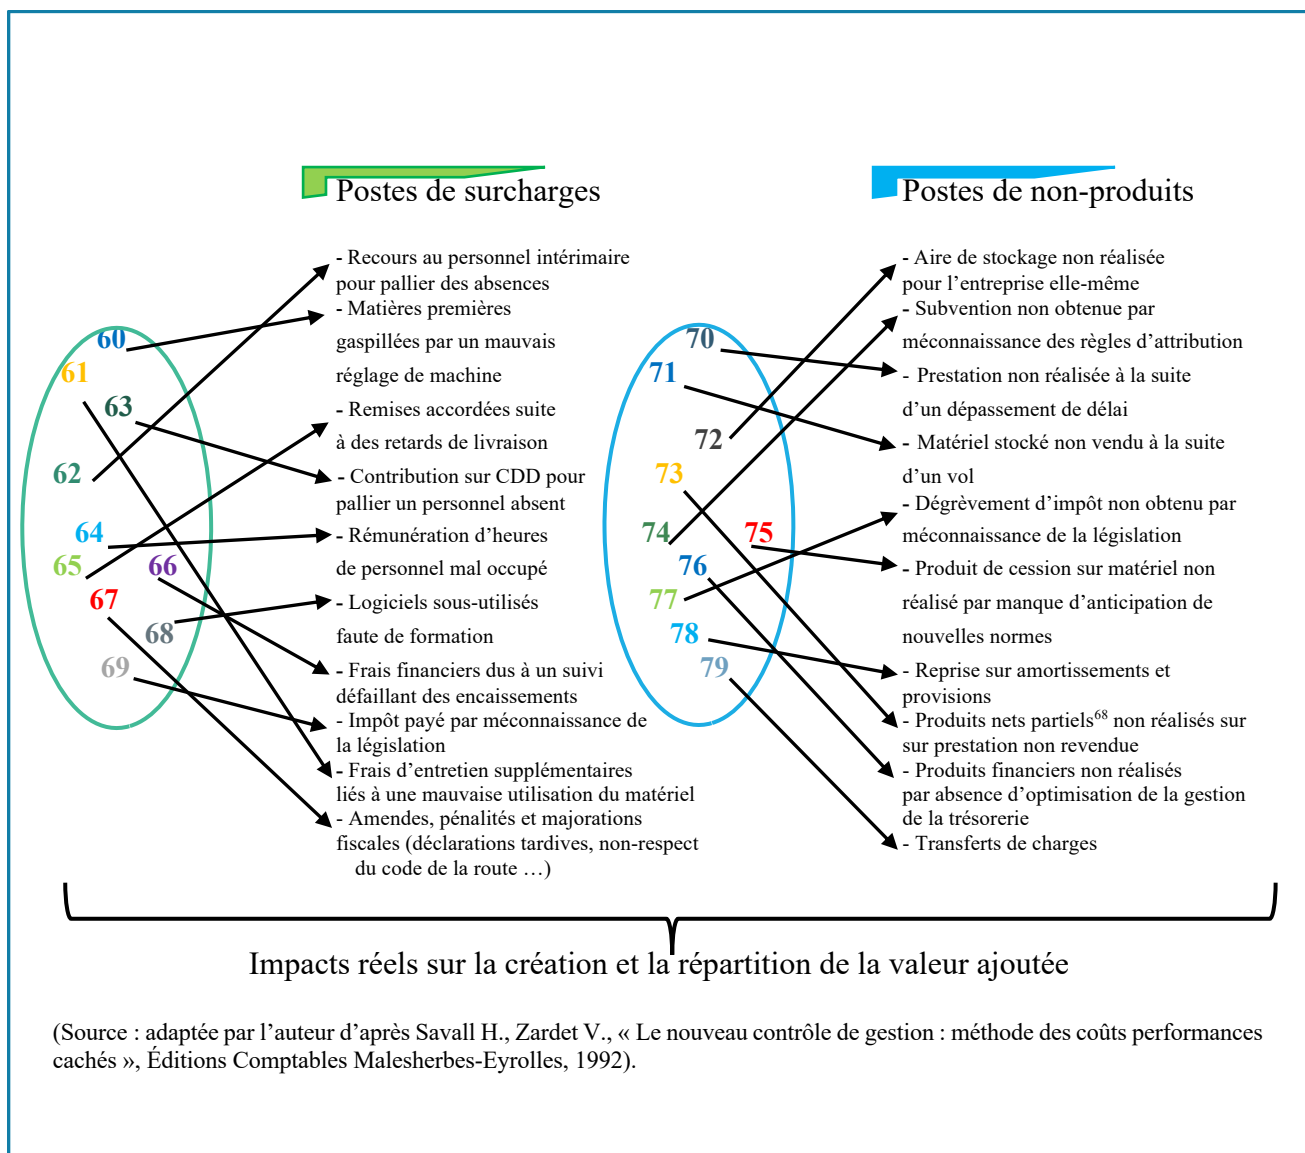 Postes de surcharges
- Recours au personnel intérimaire
pour pallier des absences
- Matières premières
gaspillées par un mauvais
réglage de machine
- Remises accordées suite
à des retards de livraison
- Contribution sur CDD pour
pallier un personnel absent
- Rémunération d’heures
de personnel mal occupé
- Logiciels sous-utilisés
faute de formation
- Frais financiers dus à un suivi
défaillant des encaissements
- Impôt payé par méconnaissance de
la législation
- Frais d’entretien supplémentaires
liés à une mauvaise utilisation du matériel
- Amendes, pénalités et majorations
fiscales (déclarations tardives, non-respect
du code de la route …)
60
61
63
62
64
65
66
67
68
69
Postes de non-produits
- Aire de stockage non réalisée
pour l’entreprise elle-même
- Subvention non obtenue par
méconnaissance des règles d’attribution
- Prestation non réalisée à la suite
d’un dépassement de délai
- Matériel stocké non vendu à la suite
d’un vol
- Dégrèvement d’impôt non obtenu par
méconnaissance de la législation
- Produit de cession sur matériel non
réalisé par manque d’anticipation de
nouvelles normes
- Reprise sur amortissements et
provisions
- Produits nets partiels68 non réalisés sur
sur prestation non revendue
- Produits financiers non réalisés
par absence d’optimisation de la gestion
de la trésorerie
- Transferts de charges
70
71
72
73
74
75
76
77
78
79
Impacts réels sur la création et la répartition de la valeur ajoutée
(Source : adaptée par l’auteur d’après Savall H., Zardet V., « Le nouveau contrôle de gestion : méthode des coûts performances
cachés », Éditions Comptables Malesherbes-Eyrolles, 1992).